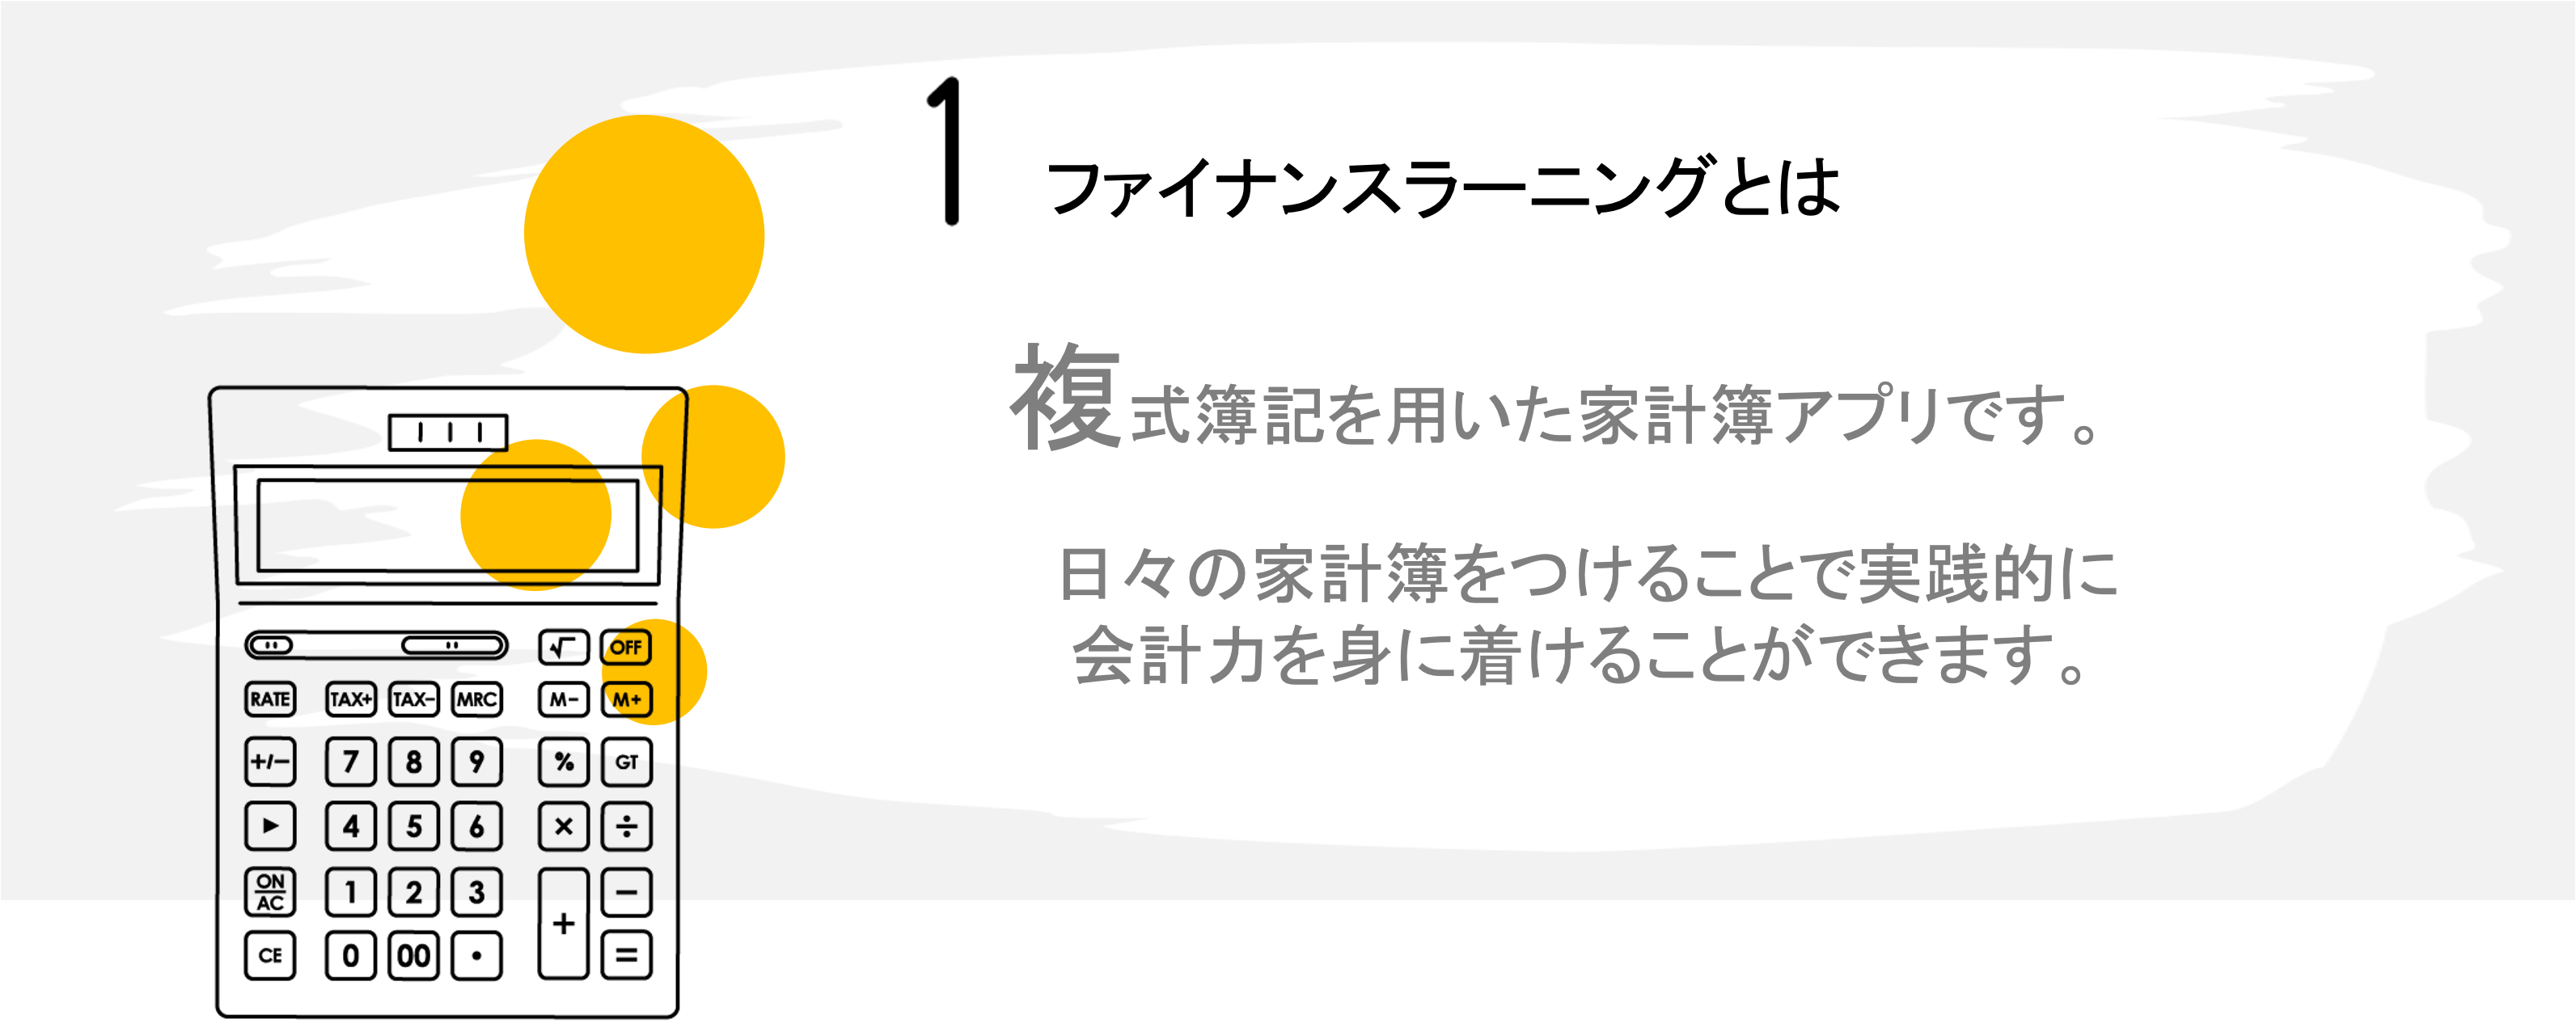 1
ファイナンスラーニングとは
複式簿記を用いた家計簿アプリです。
日々の家計簿をつけることで実践的に
会計力を身に着けることができます。
√ OFF
RATE TAX+ TAX- MRC M- M+
+/- 7 8 9 % GT
▶ 4 5 6 × ÷
ON
AC 1 2 3 + −
CE 0 00 • =